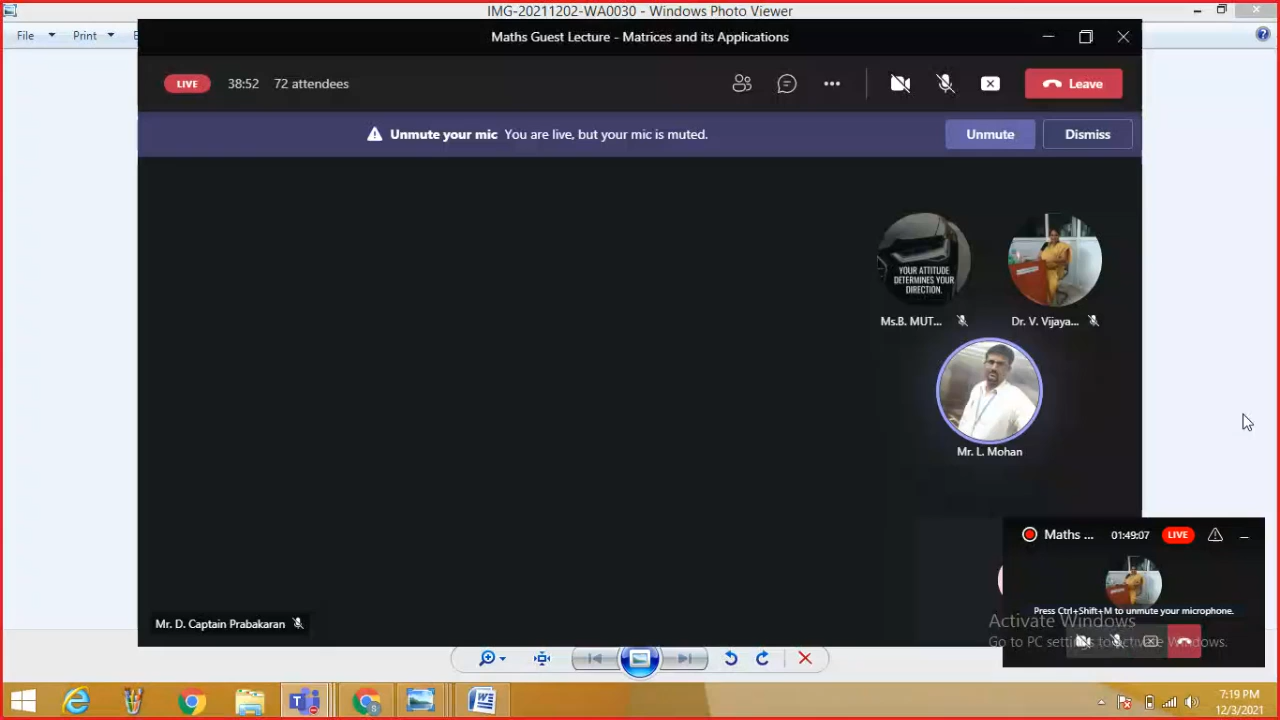 IMG-20211202-WA0030 - Windows Photo Viewer
File Print
Maths Guest Lecture - Matrices and its Applications
LIVE 38:52 72 attendees Leave
Unmute your mic You are live, but your mic is muted. Unmute Dismiss
YOUR ATTITUDE
DETERMINES YOUR
DIRECTION.
Ms.B. MUT... Dr. V. Vijaya...
Mr. L. Mohan
Maths ... 01:49:07 LIVE
Press Ctrl+Shift+M to unmute your microphone.
Mr. D. Captain Prabakaran
Activate Windows
Go to PC settings to activate Windows.
7:19 PM
12/3/2021